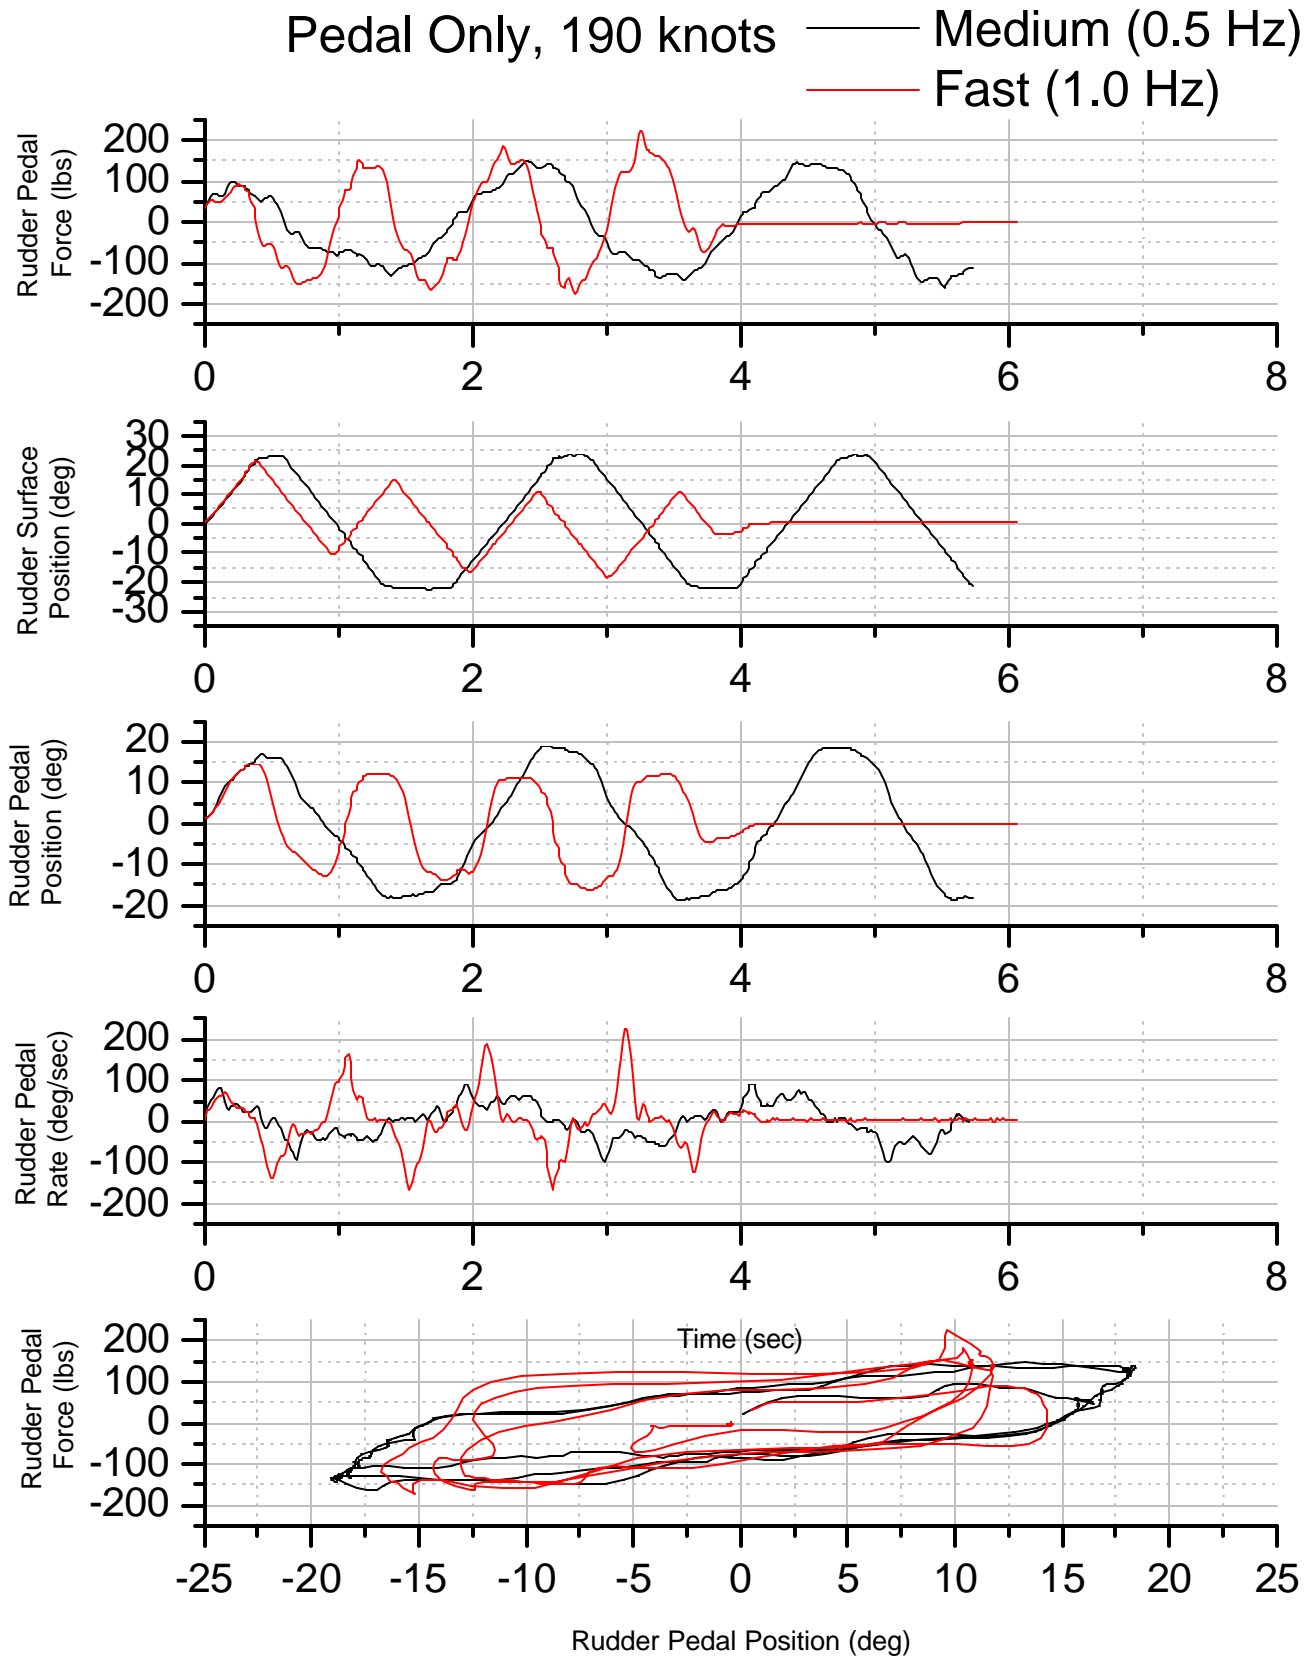 Pedal Only, 190 knots
Medium (0.5 Hz)
Fast (1.0 Hz)
Rudder Pedal
Force (lbs)
200
100
0
-100
-200
0 2 4 6 8
Rudder Surface
Position (deg)
30
20
10
0
-10
-20
-30
0 2 4 6 8
Rudder Pedal
Position (deg)
20
10
0
-10
-20
0 2 4 6 8
Rudder Pedal
Rate (deg/sec)
200
100
0
-100
-200
0 2 4 6 8
Time (sec)
Rudder Pedal
Force (Lbs)
200
100
0
-100
-200
-25 -20 -15 -10 -5 0 5 10 15 20 25
Rudder Pedal Position (deg)